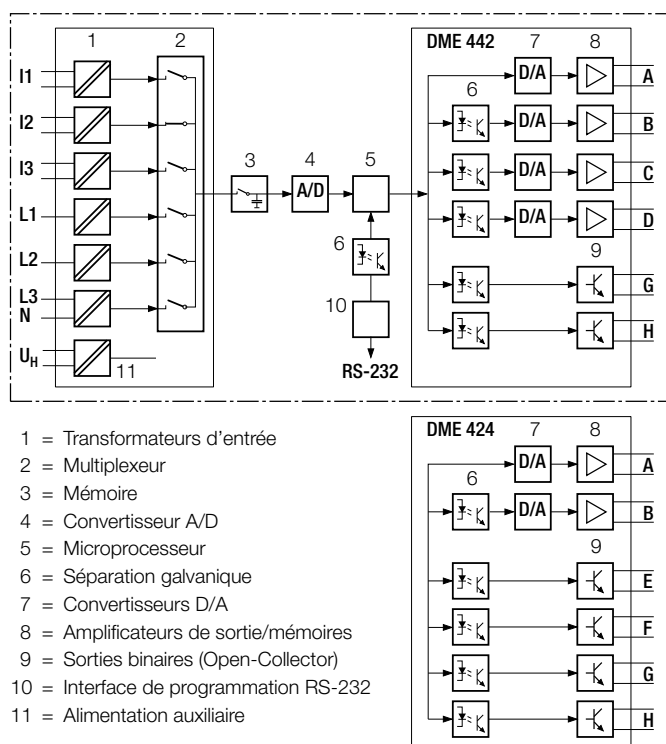 1 2 DME 442 7 8
I1 D/A A
6
I2 D/A B
3 4 5
I3 A/D D/A C
L1 D/A D
6 9
L2 G
L3
N 10 H
UH 11 RS-232
1 = Transformateurs d'entrée
2 = Multiplexeur
3 = Mémoire
4 = Convertisseur A/D
5 = Microprocesseur
6 = Séparation galvanique
7 = Convertisseurs D/A
8 = Amplificateurs de sortie/mémoires
9 = Sorties binaires (Open-Collector)
10 = Interface de programmation RS-232
11 = Alimentation auxiliaire
DME 424 7 8
D/A A
6
D/A B
9
E
F
G
H